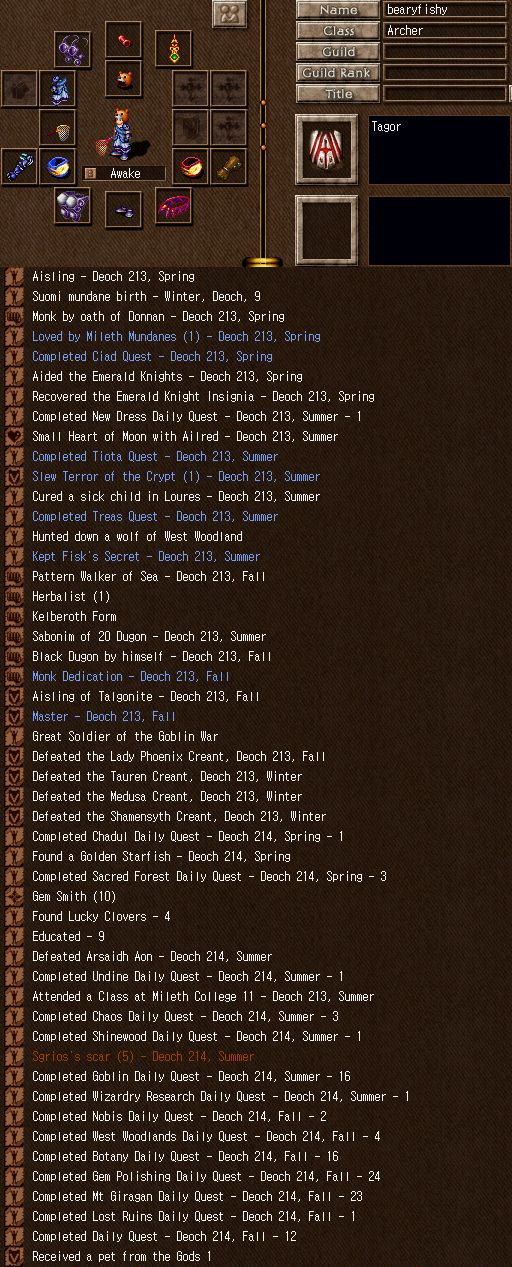 Name bearyfishy
Class Archer
Guild
Guild Rank
Title
Tagor
Awake
Aisling - Deoch 213, Spring
Suomi mundane birth - Winter, Deoch, 9
Monk by oath of Donnan - Deoch 213, Spring
Loved by Mileth Mundanes (1) - Deoch 213, Spring
Completed Ciad Quest - Deoch 213, Spring
Aided the Emerald Knights - Deoch 213, Spring
Recovered the Emerald Knight Insignia - Deoch 213, Spring
Completed New Dress Daily Quest - Deoch 213, Summer - 1
Small Heart of Moon with Ailred - Deoch 213, Summer
Completed Tiota Quest - Deoch 213, Summer
Slew Terror of the Crypt (1) - Deoch 213, Summer
Cured a sick child in Loures - Deoch 213, Summer
Completed Treas Quest - Deoch 213, Summer
Hunted down a wolf of West Woodland
Kept Fisk's Secret - Deoch 213, Summer
Pattern Walker of Sea - Deoch 213, Fall
Herbalist (1)
Kelberoth Form
Sabonim of 20 Dugon - Deoch 213, Summer
Black Dugon by himself - Deoch 213, Fall
Monk Dedication - Deoch 213, Fall
Aisling of Talgonite - Deoch 213, Fall
Master - Deoch 213, Fall
Great Soldier of the Goblin War
Defeated the Lady Phoenix Creant, Deoch 213, Fall
Defeated the Tauren Creant, Deoch 213, Winter
Defeated the Medusa Creant, Deoch 213, Winter
Defeated the Shamensyth Creant, Deoch 213, Winter
Completed Chadul Daily Quest - Deoch 214, Spring - 1
Found a Golden Starfish - Deoch 214, Spring
Completed Sacred Forest Daily Quest - Deoch 214, Spring - 3
Gem Smith (10)
Found Lucky Clovers - 4
Educated - 9
Defeated Arsaidh Aon - Deoch 214, Summer
Completed Undine Daily Quest - Deoch 214, Summer - 1
Attended a Class at Mileth College 11 - Deoch 213, Summer
Completed Chaos Daily Quest - Deoch 214, Summer - 3
Completed Shinewood Daily Quest - Deoch 214, Summer - 1
Sgrios's scar (5) - Deoch 214, Summer
Completed Goblin Daily Quest - Deoch 214, Summer - 16
Completed Wizardry Research Daily Quest - Deoch 214, Summer - 1
Completed Nobis Daily Quest - Deoch 214, Fall - 2
Completed West Woodlands Daily Quest - Deoch 214, Fall - 4
Completed Botany Daily Quest - Deoch 214, Fall - 16
Completed Gem Polishing Daily Quest - Deoch 214, Fall - 24
Completed Mt Giragan Daily Quest - Deoch 214, Fall - 23
Completed Lost Ruins Daily Quest - Deoch 214, Fall - 1
Completed Daily Quest - Deoch 214, Fall - 12
Received a pet from the Gods 1